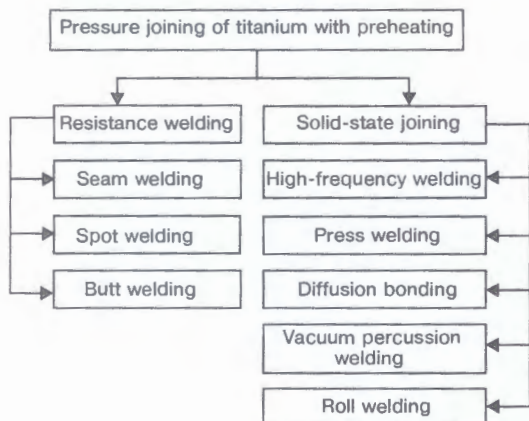 Pressure joining of titanium with preheating
Resistance welding
Seam welding
Spot welding
Butt welding
Solid-state joining
High-frequency welding
Press welding
Diffusion bonding
Vacuum percussion
welding
Roll welding